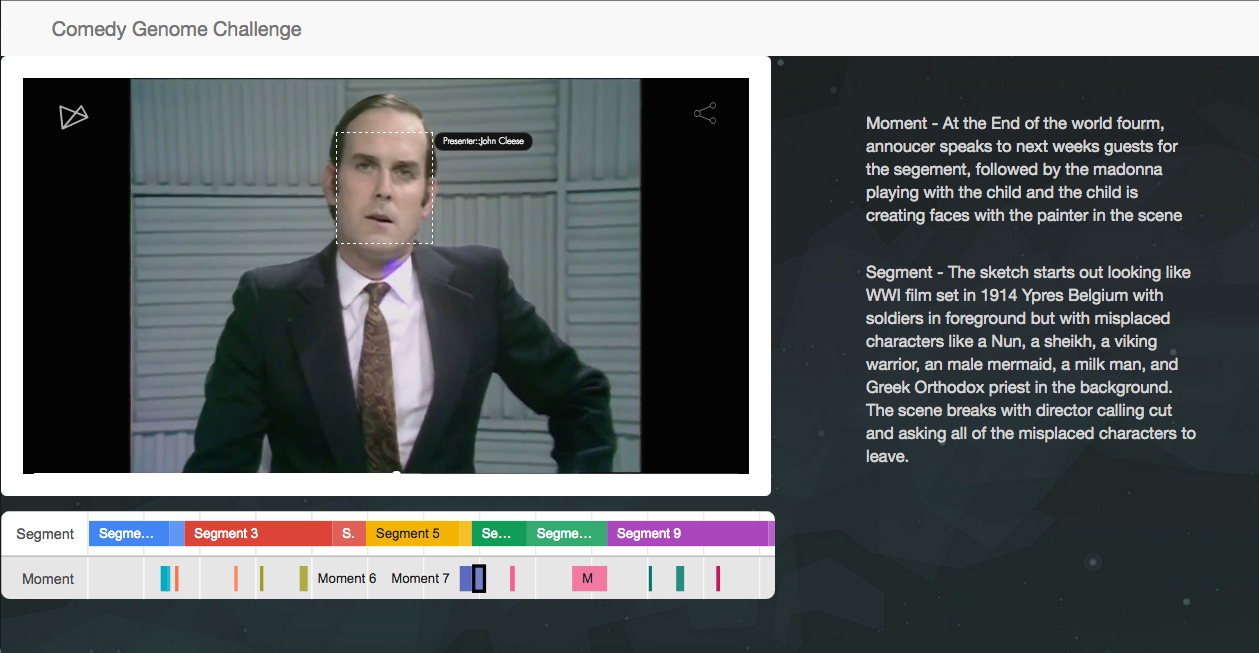 Comedy Genome Challenge
Presenter::John Cleese
Moment - At the End of the world fourm,
annoucer speaks to next weeks guests for
the segement, followed by the madonna
playing with the child and the child is
creating faces with the painter in the scene
Segment - The sketch starts out looking like
WWI film set in 1914 Ypres Belgium with
soldiers in foreground but with misplaced
characters like a Nun, a sheikh, a viking
warrior, an male mermaid, a milk man, and
Greek Orthodox priest in the background.
The scene breaks with director calling cut
and asking all of the misplaced characters to
leave.
Segment Segme... Segment 3 S. Segment 5 Se... Segme... Segment 9
Moment Moment 6 Moment 7 M